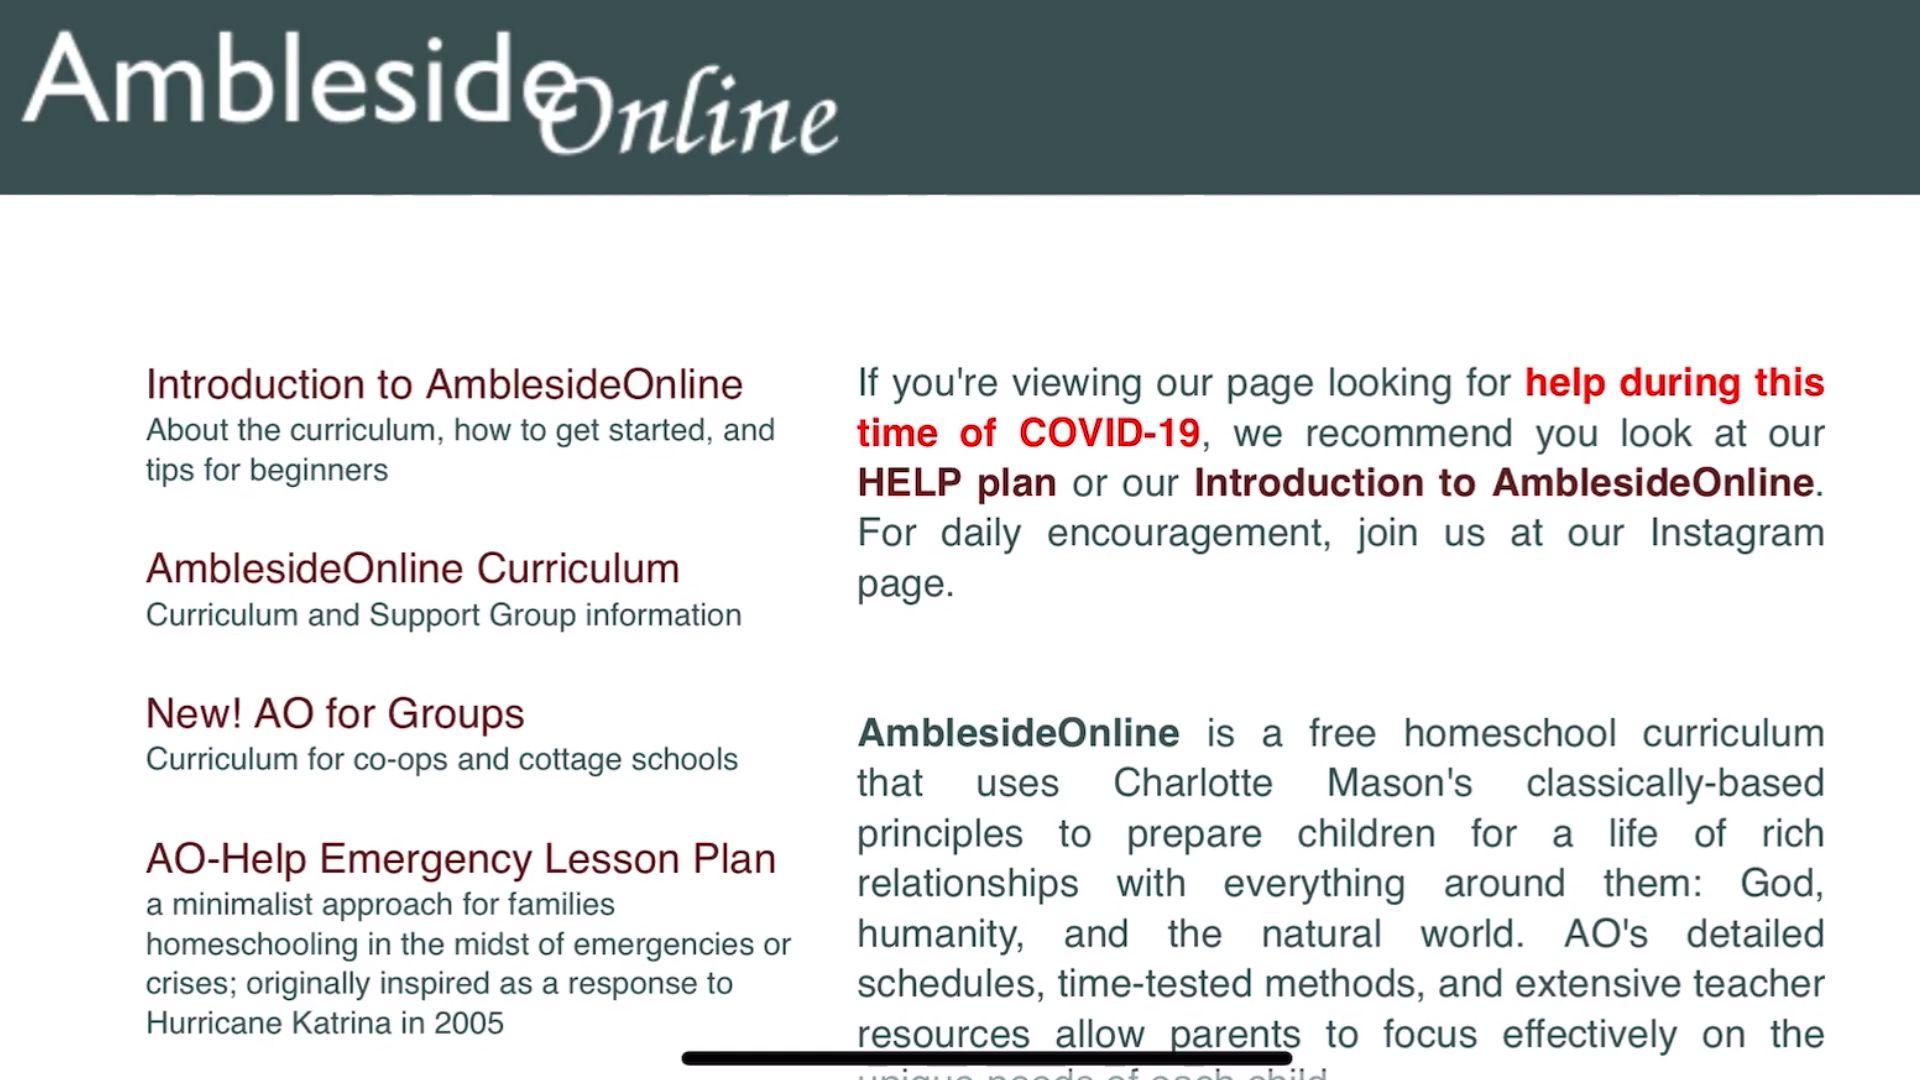 AmblesideOnline
Introduction to AmblesideOnline
About the curriculum, how to get started, and
tips for beginners
AmblesideOnline Curriculum
Curriculum and Support Group information
New! AO for Groups
Curriculum for co-ops and cottage schools
AO-Help Emergency Lesson Plan
a minimalist approach for families
homeschooling in the midst of emergencies or
crises; originally inspired as a response to
Hurricane Katrina in 2005
If you're viewing our page looking for help during this
time of COVID-19, we recommend you look at our
HELP plan or our Introduction to AmblesideOnline.
For daily encouragement, join us at our Instagram
page.
AmblesideOnline is a free homeschool curriculum
that uses Charlotte Mason's classically-based
principles to prepare children for a life of rich
relationships with everything around them: God,
humanity, and the natural world. AO's detailed
schedules, time-tested methods, and extensive teacher
resources allow parents to focus effectively on the
unique needs of each child.